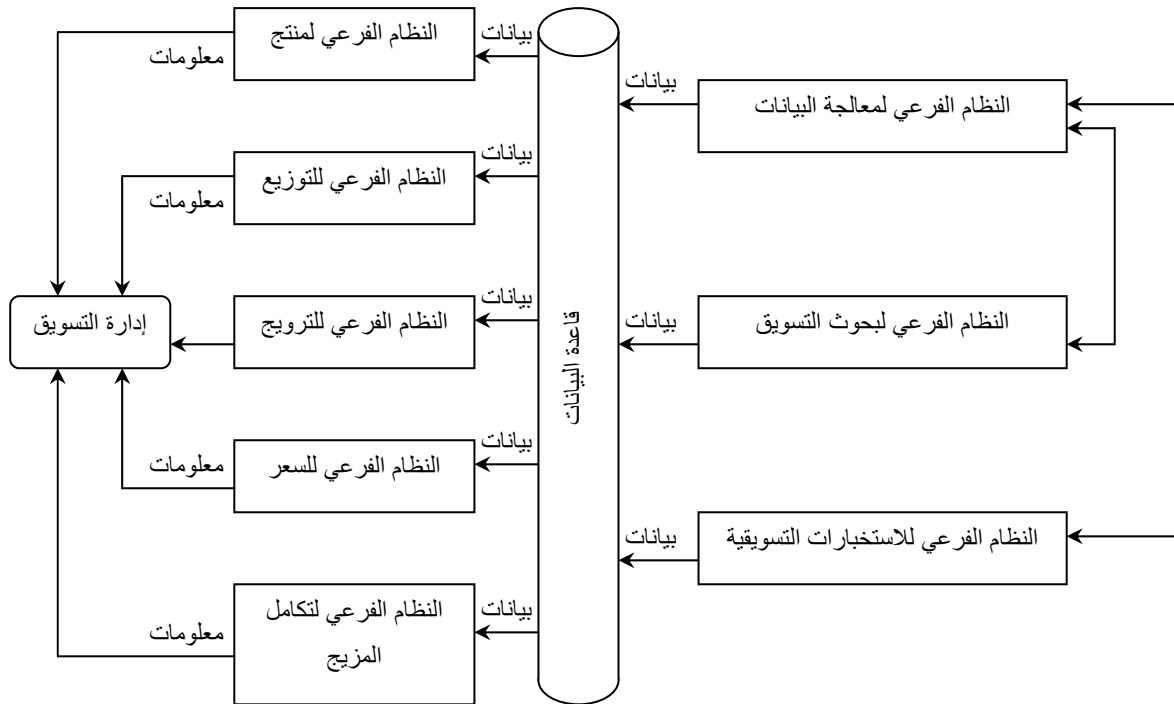 النظام الفرعي لمعالجة البيانات
بيانات
النظام الفرعي لبحوث التسويق
بيانات
النظام الفرعي للاستخبارات التسويقية
بيانات
قاعدة البيانات
بيانات
النظام الفرعي لمنتج
معلومات
بيانات
النظام الفرعي للتوزيع
معلومات
بيانات
النظام الفرعي للترويج
بيانات
النظام الفرعي للسعر
معلومات
بيانات
النظام الفرعي لتكامل
المزيج
معلومات
إدارة التسويق